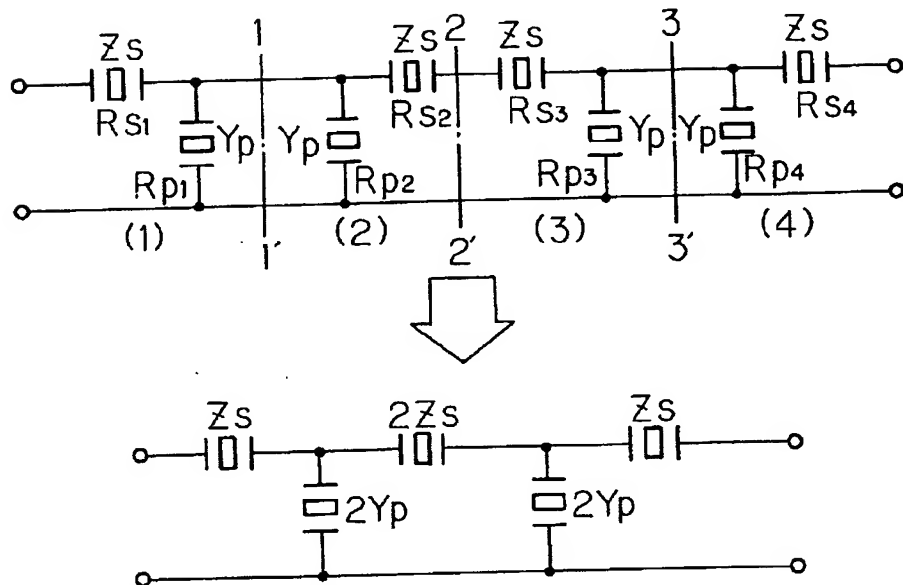 1 2 3
Zs Zs Zs Zs
Rs1 Rs2 Rs3 Rs4
Yp Yp Yp Yp
Rp1 Rp2 Rp3 Rp4
(1) (2) (3) (4)
1' 2' 3'
Zs 2Zs Zs
2Yp 2Yp